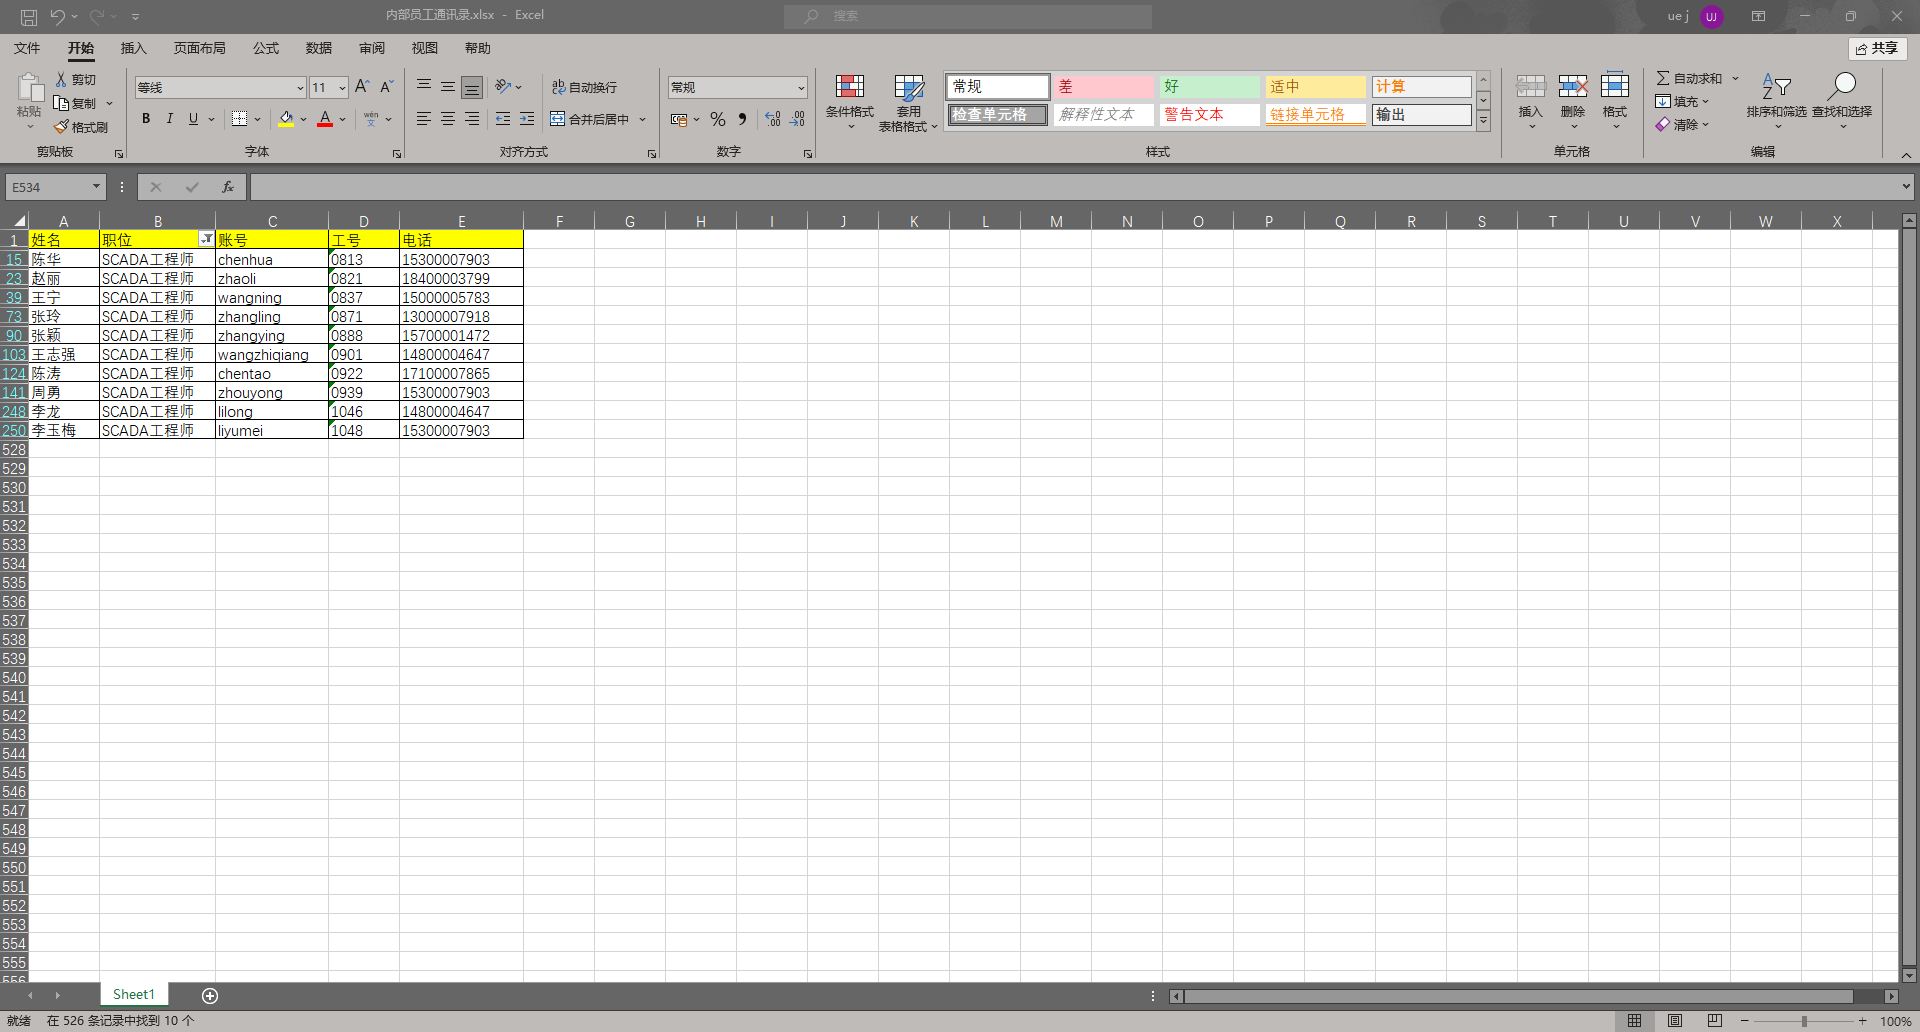 内部员工通讯录.xlsx - Excel
搜索
ue j
UJ
文件 开始 插入 页面布局 公式 数据 审阅 视图 帮助
共享
粘贴
剪切
复制
格式刷
剪贴板
等线 11
A A
B I U A wén 文
字体
ab 自动换行
合并后居中
对齐方式
常规
% , .00
数字
条件格式
套用
表格格式
常规 差 好 适中 计算
检查单元格 解释性文本 警告文本 链接单元格 输出
样式
插入 删除 格式
单元格
自动求和
填充
清除
排序和筛选 查找和选择
编辑
E534
fx
A B C D E F G H I J K L M N O P Q R S T U V W X
1 姓名 职位 账号 工号 电话
15 陈华 SCADA工程师 chenhua 0813 15300007903
23 赵丽 SCADA工程师 zhaoli 0821 18400003799
39 王宁 SCADA工程师 wangning 0837 15000005783
73 张玲 SCADA工程师 zhangling 0871 13000007918
90 张颖 SCADA工程师 zhangying 0888 15700001472
103 王志强 SCADA工程师 wangzhiqiang 0901 14800004647
124 陈涛 SCADA工程师 chentao 0922 17100007865
141 周勇 SCADA工程师 zhouyong 0939 15300007903
248 李龙 SCADA工程师 lilong 1046 14800004647
250 李玉梅 SCADA工程师 liyumei 1048 15300007903
528
529
530
531
532
533
534
535
536
537
538
539
540
541
542
543
544
545
546
547
548
549
550
551
552
553
554
555
556
Sheet1
就绪 在 526 条记录中找到 10 个
100%